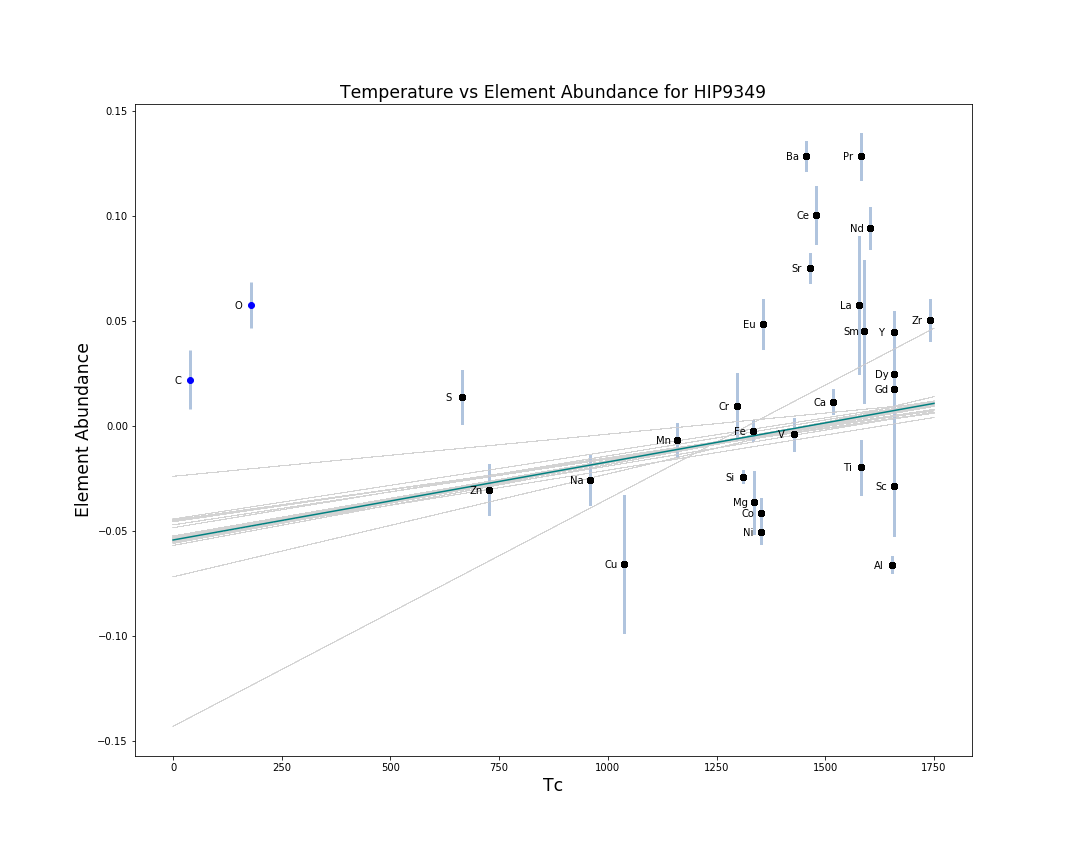 Temperature vs Element Abundance for HIP9349
0.15
Ba
Pr
0.10
Ce
Nd
Sr
O
La
0.05
Eu
Sm
Y
Zr
C
Dy
Gd
S
Cr
Ca
0.00
Mn
Fe
V
Zn
Na
Si
Ti
Mg
Sc
Co
−0.05
Ni
Cu
Al
−0.10
−0.15
0
250
500
750
1000
1250
1500
1750
Element Abundance
Tc